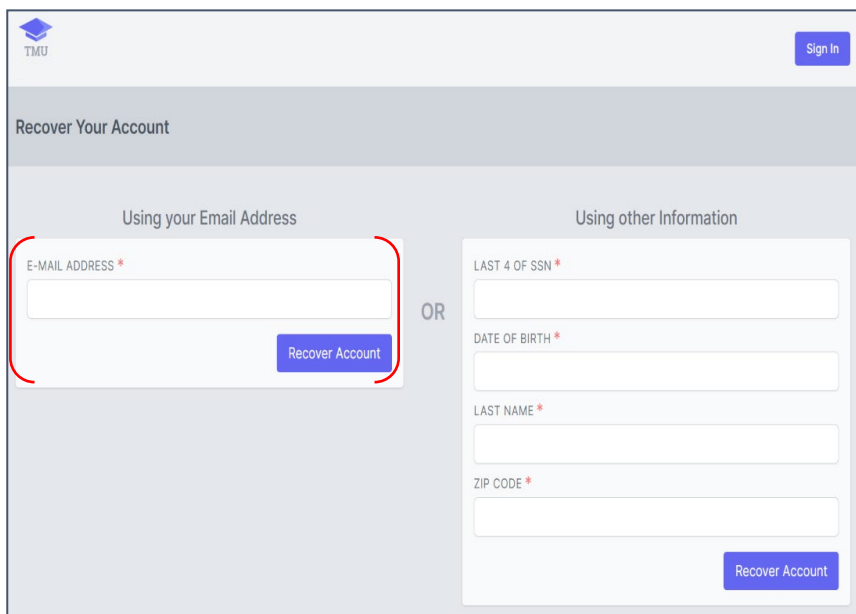 TMU
Sign In
Recover Your Account
Using your Email Address
E-MAIL ADDRESS *
Recover Account
OR
Using other Information
LAST 4 OF SSN *
DATE OF BIRTH *
LAST NAME *
ZIP CODE *
Recover Account